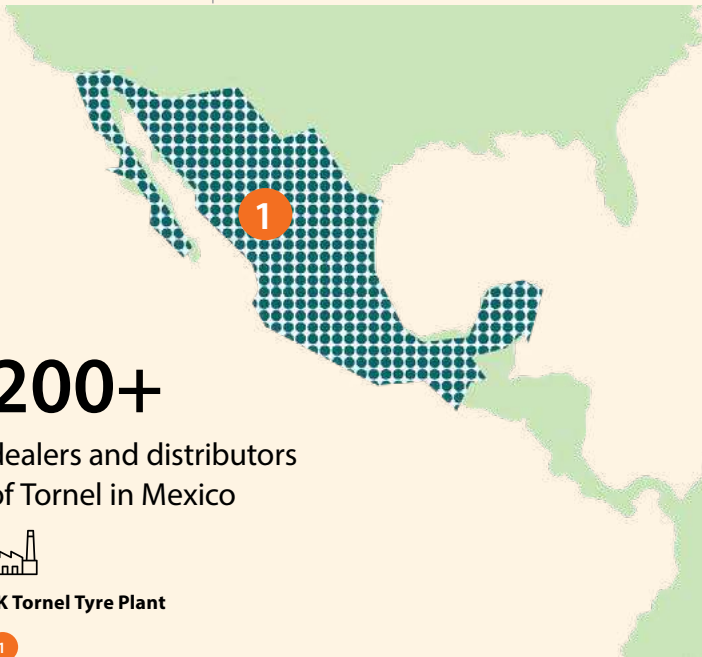 1
200+
dealers and distributors
of Tornel in Mexico
K Tornel Tyre Plant
1